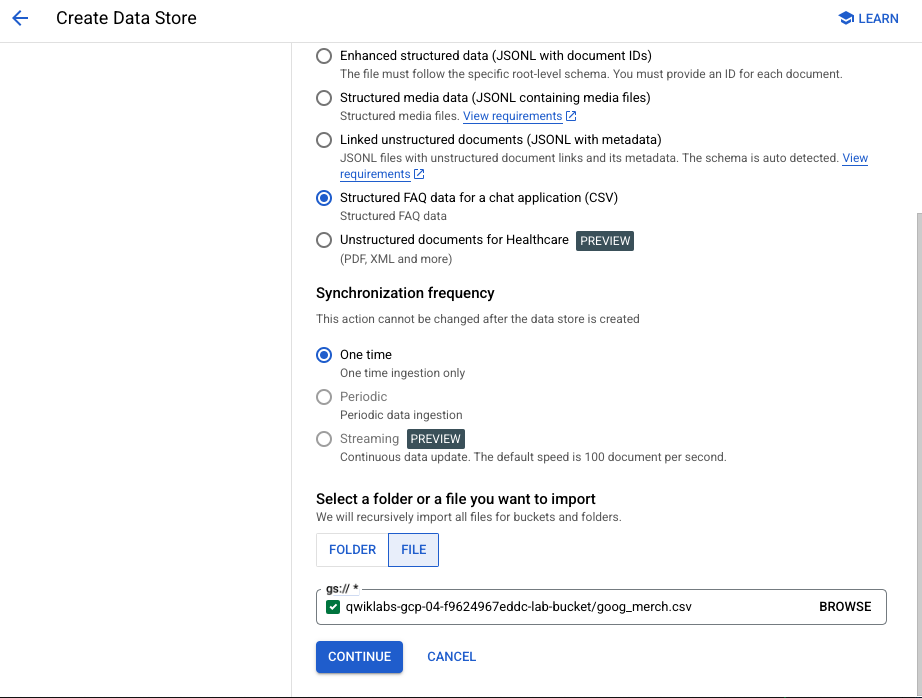 Create Data Store
LEARN
Enhanced structured data (JSONL with document IDs)
The file must follow the specific root-level schema. You must provide an ID for each document.
Structured media data (JSONL containing media files)
Structured media files. View requirements
Linked unstructured documents (JSONL with metadata)
JSONL files with unstructured document links and its metadata. The schema is auto detected. View
requirements
Structured FAQ data for a chat application (CSV)
Structured FAQ data
Unstructured documents for Healthcare PREVIEW
(PDF, XML and more)
Synchronization frequency
This action cannot be changed after the data store is created
One time
One time ingestion only
Periodic
Periodic data ingestion
Streaming PREVIEW
Continuous data update. The default speed is 100 document per second.
Select a folder or a file you want to import
We will recursively import all files for buckets and folders.
FOLDER FILE
gs:// *
qwiklabs-gcp-04-f9624967eddc-lab-bucket/goog_merch.csv BROWSE
CONTINUE CANCEL